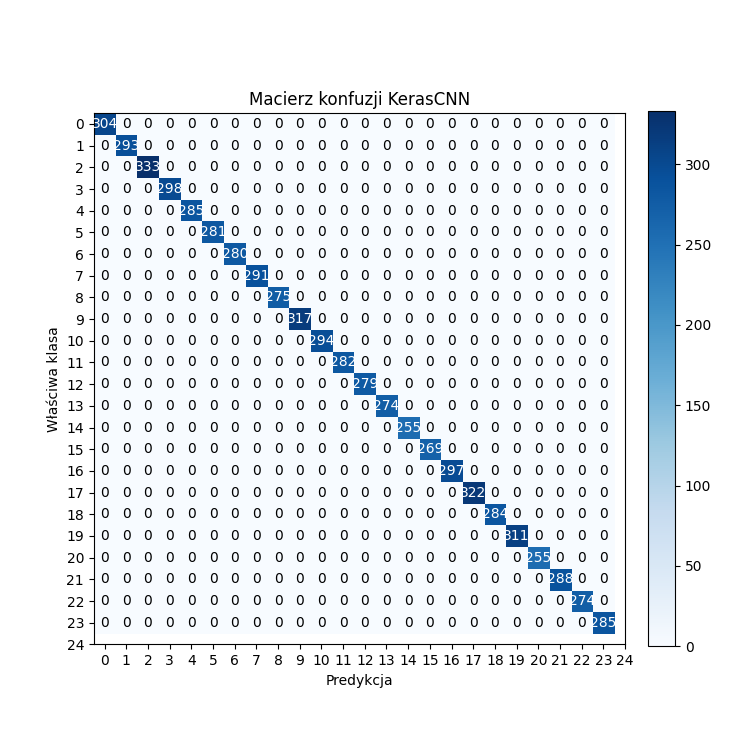 Macierz konfuzji KerasCNN
0 304 0 0 0 0 0 0 0 0 0 0 0 0 0 0 0 0 0 0 0 0 0 0 0
1 0 293 0 0 0 0 0 0 0 0 0 0 0 0 0 0 0 0 0 0 0 0 0 0
2 0 0 333 0 0 0 0 0 0 0 0 0 0 0 0 0 0 0 0 0 0 0 0 0
3 0 0 0 298 0 0 0 0 0 0 0 0 0 0 0 0 0 0 0 0 0 0 0 0
4 0 0 0 0 285 0 0 0 0 0 0 0 0 0 0 0 0 0 0 0 0 0 0 0
5 0 0 0 0 0 281 0 0 0 0 0 0 0 0 0 0 0 0 0 0 0 0 0 0
6 0 0 0 0 0 0 280 0 0 0 0 0 0 0 0 0 0 0 0 0 0 0 0 0
7 0 0 0 0 0 0 0 291 0 0 0 0 0 0 0 0 0 0 0 0 0 0 0 0
8 0 0 0 0 0 0 0 0 275 0 0 0 0 0 0 0 0 0 0 0 0 0 0 0
9 0 0 0 0 0 0 0 0 0 317 0 0 0 0 0 0 0 0 0 0 0 0 0 0
10 0 0 0 0 0 0 0 0 0 0 294 0 0 0 0 0 0 0 0 0 0 0 0 0
11 0 0 0 0 0 0 0 0 0 0 0 282 0 0 0 0 0 0 0 0 0 0 0 0
12 0 0 0 0 0 0 0 0 0 0 0 0 279 0 0 0 0 0 0 0 0 0 0 0
13 0 0 0 0 0 0 0 0 0 0 0 0 0 274 0 0 0 0 0 0 0 0 0 0
14 0 0 0 0 0 0 0 0 0 0 0 0 0 0 255 0 0 0 0 0 0 0 0 0
15 0 0 0 0 0 0 0 0 0 0 0 0 0 0 0 269 0 0 0 0 0 0 0 0
16 0 0 0 0 0 0 0 0 0 0 0 0 0 0 0 0 297 0 0 0 0 0 0 0
17 0 0 0 0 0 0 0 0 0 0 0 0 0 0 0 0 0 322 0 0 0 0 0 0
18 0 0 0 0 0 0 0 0 0 0 0 0 0 0 0 0 0 0 284 0 0 0 0 0
19 0 0 0 0 0 0 0 0 0 0 0 0 0 0 0 0 0 0 0 311 0 0 0 0
20 0 0 0 0 0 0 0 0 0 0 0 0 0 0 0 0 0 0 0 0 255 0 0 0
21 0 0 0 0 0 0 0 0 0 0 0 0 0 0 0 0 0 0 0 0 0 288 0 0
22 0 0 0 0 0 0 0 0 0 0 0 0 0 0 0 0 0 0 0 0 0 0 274 0
23 0 0 0 0 0 0 0 0 0 0 0 0 0 0 0 0 0 0 0 0 0 0 0 285
24
0 1 2 3 4 5 6 7 8 9 10 11 12 13 14 15 16 17 18 19 20 21 22 23 24
Predykcja
Właściwa klasa
300
250
200
150
100
50
0